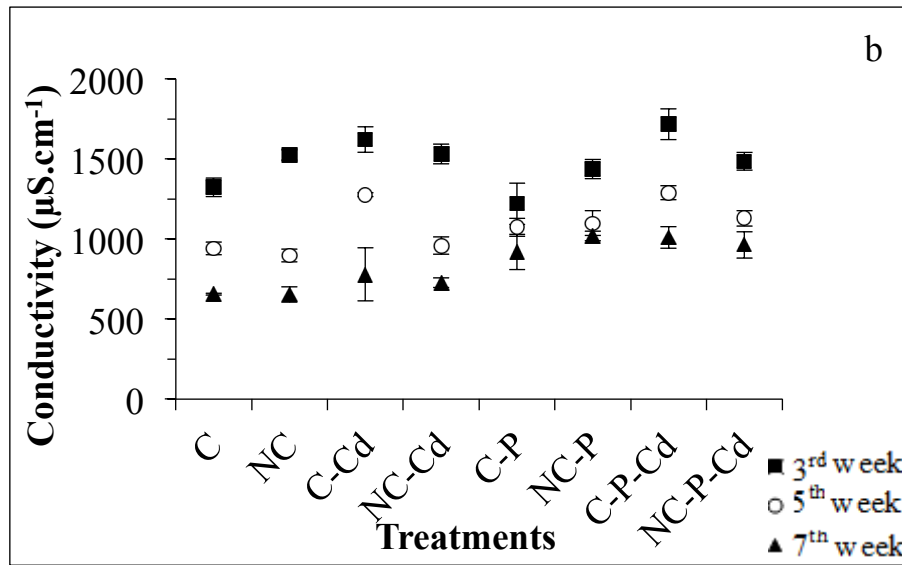 b
Conductivity (µS.cm⁻¹)
2000
1500
1000
500
0
C
NC
C-Cd
NC-Cd
C-P
NC-P
C-P-Cd
NC-P-Cd
Treatments
3rd week
5th week
7th week